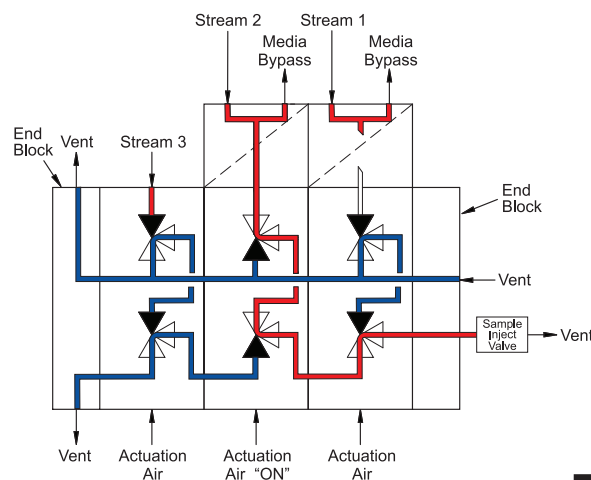 Stream 2
Stream 1
Media
Bypass
Media
Bypass
End
Block
Vent
Stream 3
End
Block
Vent
Sample
Inject
Valve
Vent
Vent
Actuation
Air
Actuation
Air "ON"
Actuation
Air